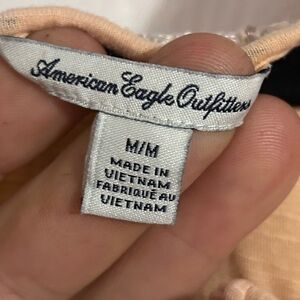 American Eagle Outfitters
M/M
MADE IN
VIETNAM
FABRIQUÉ AU
VIETNAM